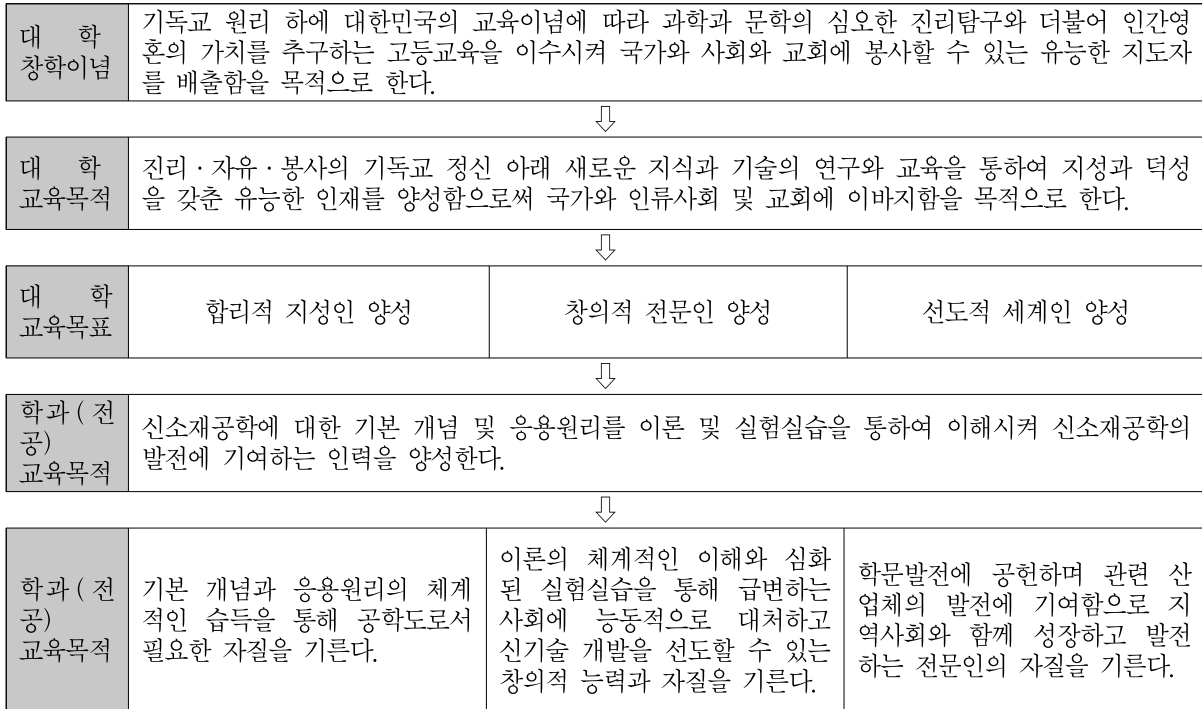 대 학
창학이념
기독교 원리 하에 대한민국의 교육이념에 따라 과학과 문학의 심오한 진리탐구와 더불어 인간영
혼의 가치를 추구하는 고등교육을 이수시켜 국가와 사회와 교회에 봉사할 수 있는 유능한 지도자
를 배출함을 목적으로 한다.
⇩
대 학
교육목적
진리·자유·봉사의 기독교 정신 아래 새로운 지식과 기술의 연구와 교육을 통하여 지성과 덕성
을 갖춘 유능한 인재를 양성함으로써 국가와 인류사회 및 교회에 이바지함을 목적으로 한다.
⇩
대 학
교육목표
합리적 지성인 양성
창의적 전문인 양성
선도적 세계인 양성
⇩
학과(전
공)
교육목적
신소재공학에 대한 기본 개념 및 응용원리를 이론 및 실험실습을 통하여 이해시켜 신소재공학의
발전에 기여하는 인력을 양성한다.
⇩
학과(전
공)
교육목적
기본 개념과 응용원리의 체계
적인 습득을 통해 공학도로서
필요한 자질을 기른다.
이론의 체계적인 이해와 심화
된 실험실습을 통해 급변하는
사회에 능동적으로 대처하고
신기술 개발을 선도할 수 있는
창의적 능력과 자질을 기른다.
학문발전에 공헌하며 관련 산
업체의 발전에 기여함으로 지
역사회와 함께 성장하고 발전
하는 전문인의 자질을 기른다.